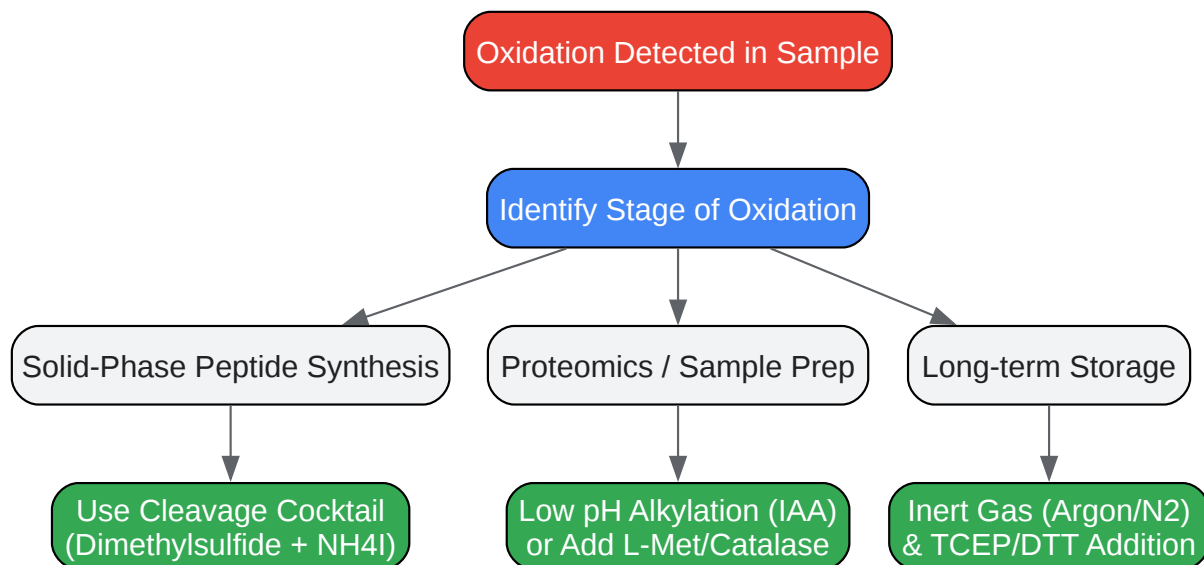 Oxidation Detected in Sample
Identify Stage of Oxidation
Solid-Phase Peptide Synthesis
Proteomics / Sample Prep
Long-term Storage
Use Cleavage Cocktail
(Dimethylsulfide + NH4I)
Low pH Alkylation (IAA)
or Add L-Met/Catalase
Inert Gas (Argon/N2)
& TCEP/DTT Addition